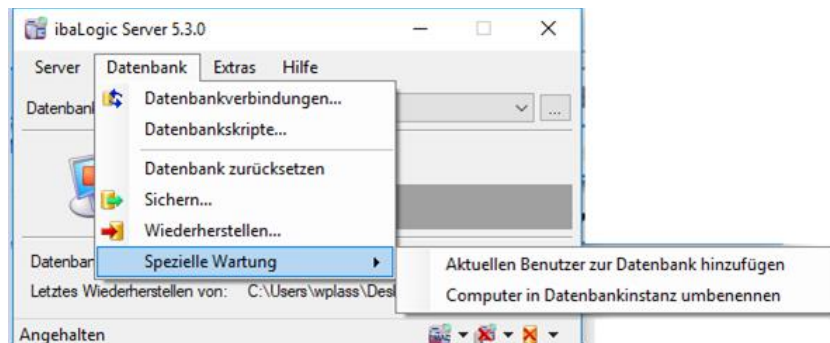 ibaLogic Server 5.3.0
Server Datenbank Extras Hilfe
Datenbankverbindungen...
Datenbankskripte...
Datenbank zurücksetzen
Sichern...
Wiederherstellen...
Spezielle Wartung
Aktuellen Benutzer zur Datenbank hinzufügen
Computer in Datenbankinstanz umbenennen
Letztes Wiederherstellen von: C:\Users\wplass\Desl
Angehalten